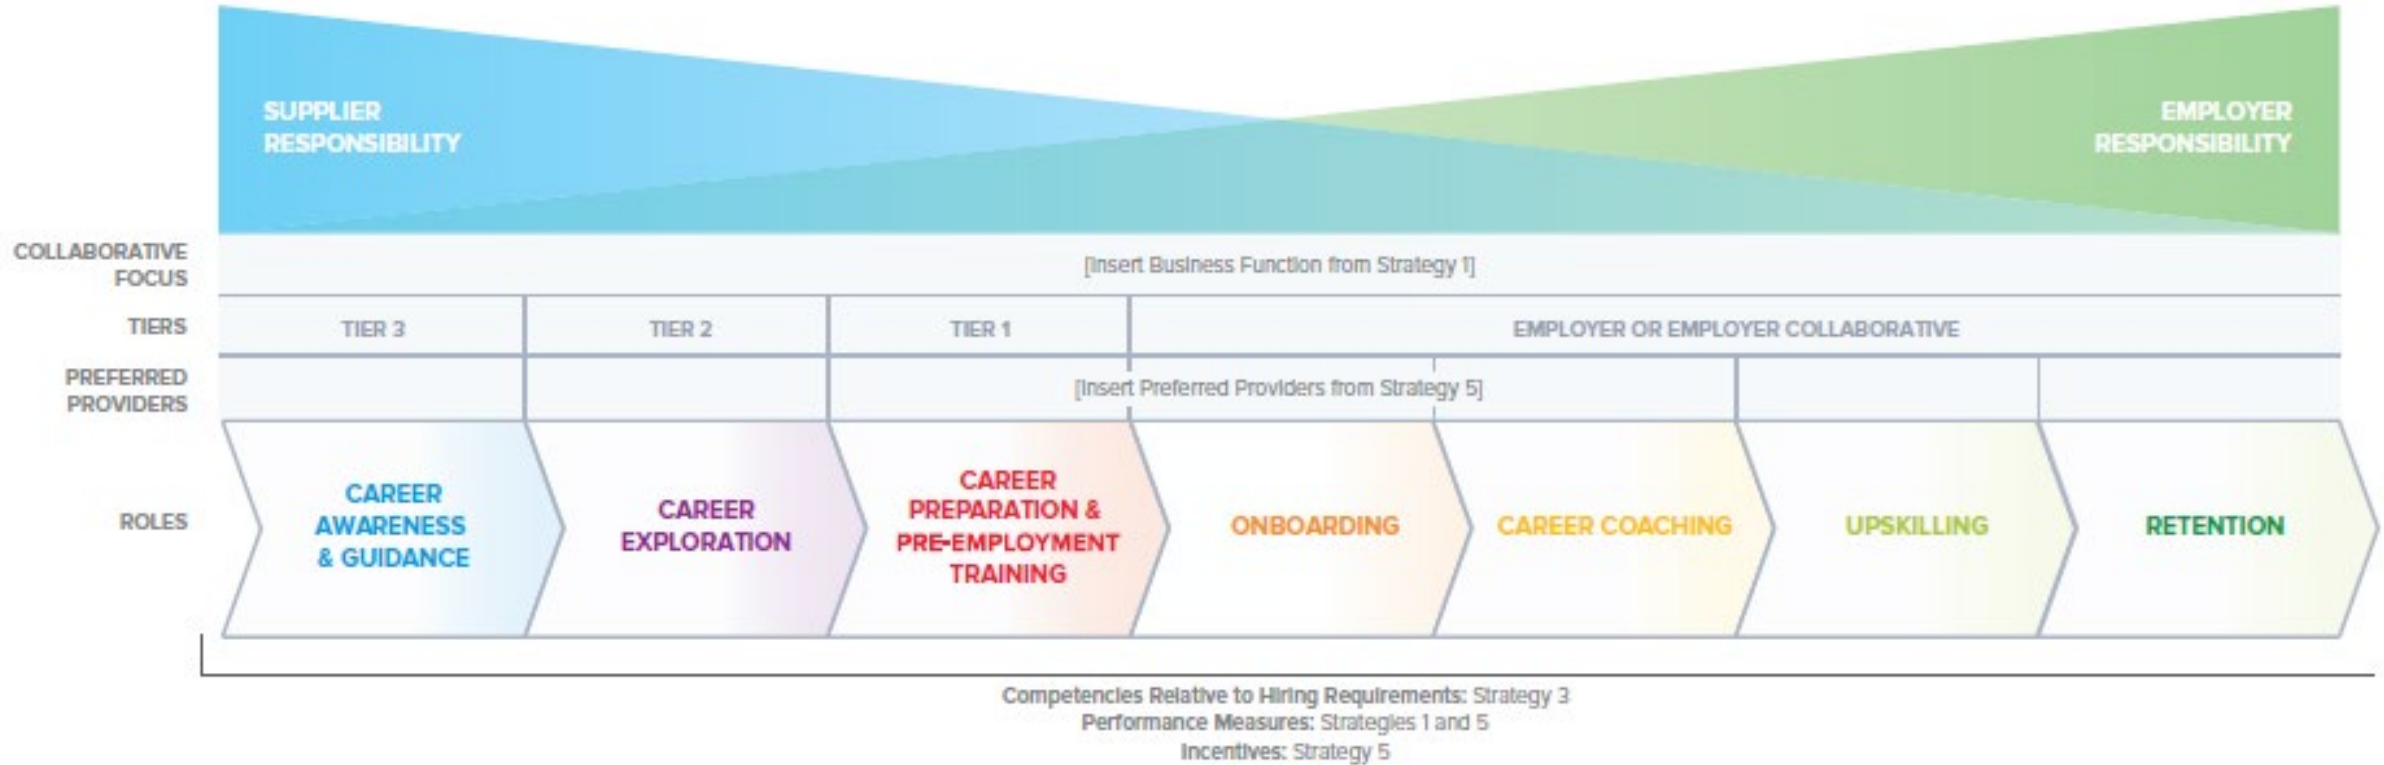 SUPPLIER
RESPONSIBILITY
EMPLOYER
RESPONSIBILITY
COLLABORATIVE
FOCUS
[Insert Business Function from Strategy 1]
TIERS
TIER 3
TIER 2
TIER 1
EMPLOYER OR EMPLOYER COLLABORATIVE
PREFERRED
PROVIDERS
[Insert Preferred Providers from Strategy 5]
ROLES
CAREER
AWARENESS
& GUIDANCE
CAREER
EXPLORATION
CAREER
PREPARATION &
PRE-EMPLOYMENT
TRAINING
ONBOARDING
CAREER COACHING
UPSKILLING
RETENTION
Competencies Relative to Hiring Requirements: Strategy 3
Performance Measures: Strategies 1 and 5
Incentives: Strategy 5